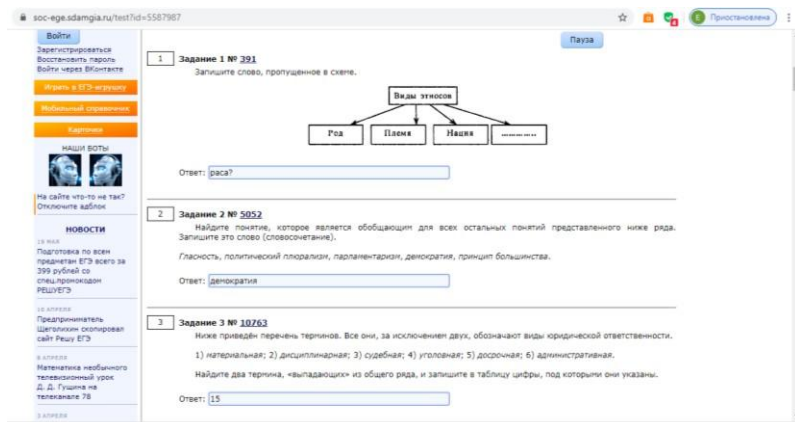 soc-ege.sdamgia.ru/test?id=5587987
Е
Приостановлена
Войти
Зарегистрироваться
Восстановить пароль
Войти через ВКонтакте
Играть в ЕГЭ-игрушку
Мобильный справочник
Карточки
НАШИ БОТЫ
На сайте что-то не так?
Отключите адблок
НОВОСТИ
Подготовка по всем
предметам ЕГЭ всего за
399 рублей со
спец.промокодом
РЕШУЕГЭ
Предприниматель
Щеголихин скопировал
сайт Решу ЕГЭ
8 АПРЕЛЯ
Математика необычного
телевизионный урок
Д. Д. Гущина на
телеканале 78
3 АПРЕЛЯ
Пауза
1 Задание 1 № 391
Запишите слово, пропущенное в схеме.
Виды этносов
Род Племя Нация ..............
Ответ: раса?
2 Задание 2 № 5052
Найдите понятие, которое является обобщающим для всех остальных понятий представленного ниже ряда.
Запишите это слово (словосочетание).
Гласность, политический плюрализм, парламентаризм, демократия, принцип большинства.
Ответ: демократия
3 Задание 3 № 10763
Ниже приведён перечень терминов. Все они, за исключением двух, обозначают виды юридической ответственности.
1) материальная; 2) дисциплинарная; 3) судебная; 4) уголовная; 5) досрочная; 6) административная.
Найдите два термина, «выпадающих» из общего ряда, и запишите в таблицу цифры, под которыми они указаны.
Ответ: 15